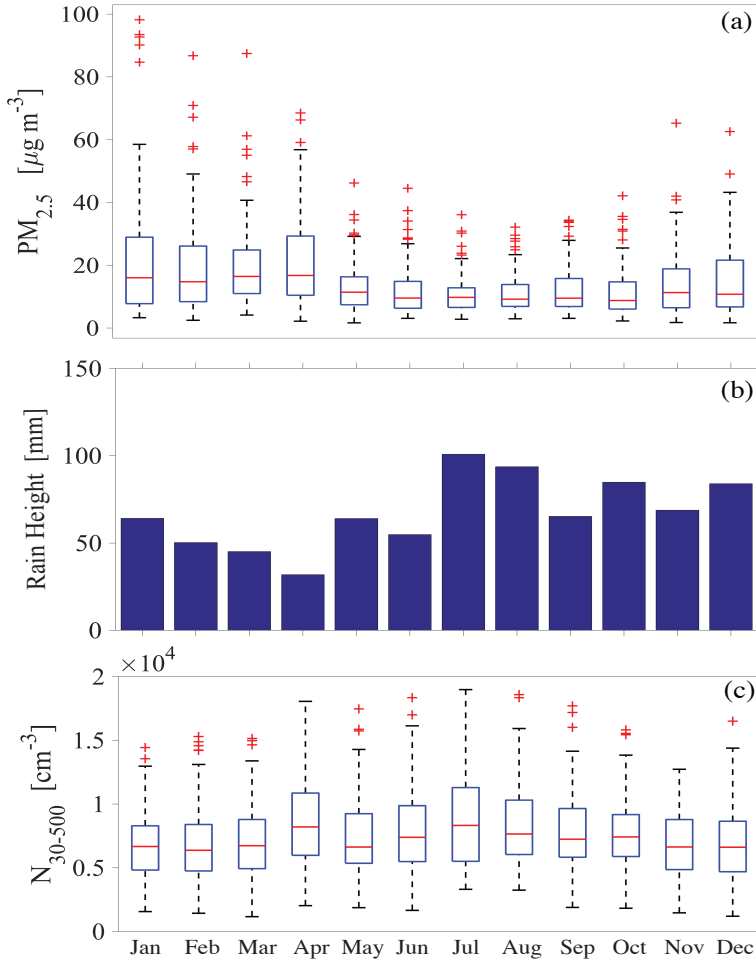 (a)
100
80
60
40
20
0
PM2.5 [μg m-3]
(b)
150
100
50
0
Rain Height [mm]
×10^4
(c)
2
1.5
1
0.5
0
N30-500 [cm-3]
Jan Feb Mar Apr May Jun Jul Aug Sep Oct Nov Dec